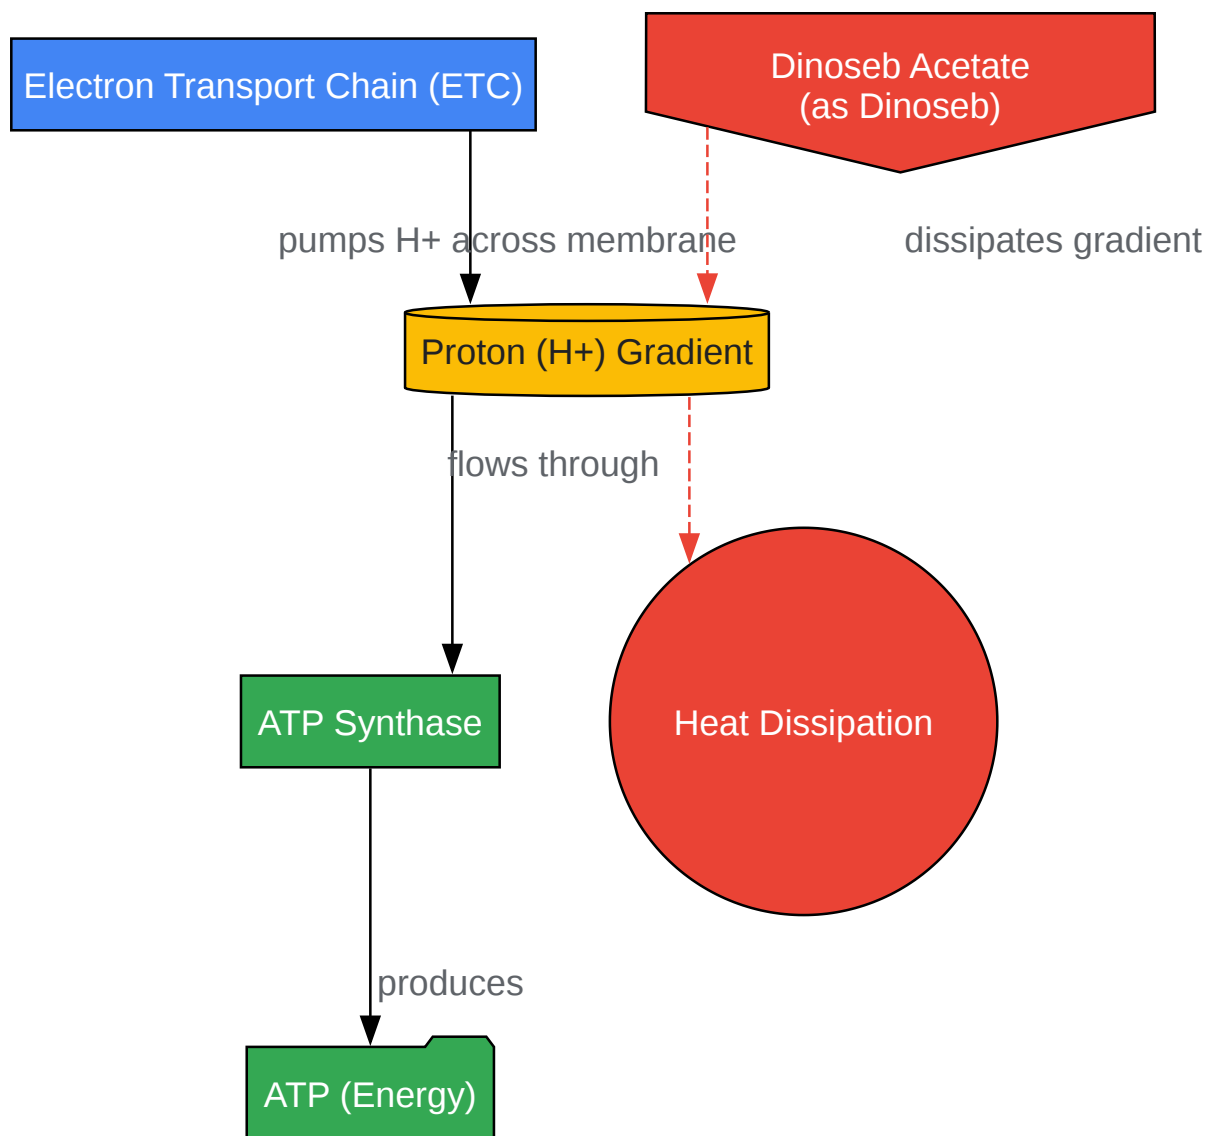 Electron Transport Chain (ETC)
Dinoseb Acetate
(as Dinoseb)
pumps H+ across membrane
dissipates gradient
Proton (H+) Gradient
flows through
ATP Synthase
Heat Dissipation
produces
ATP (Energy)